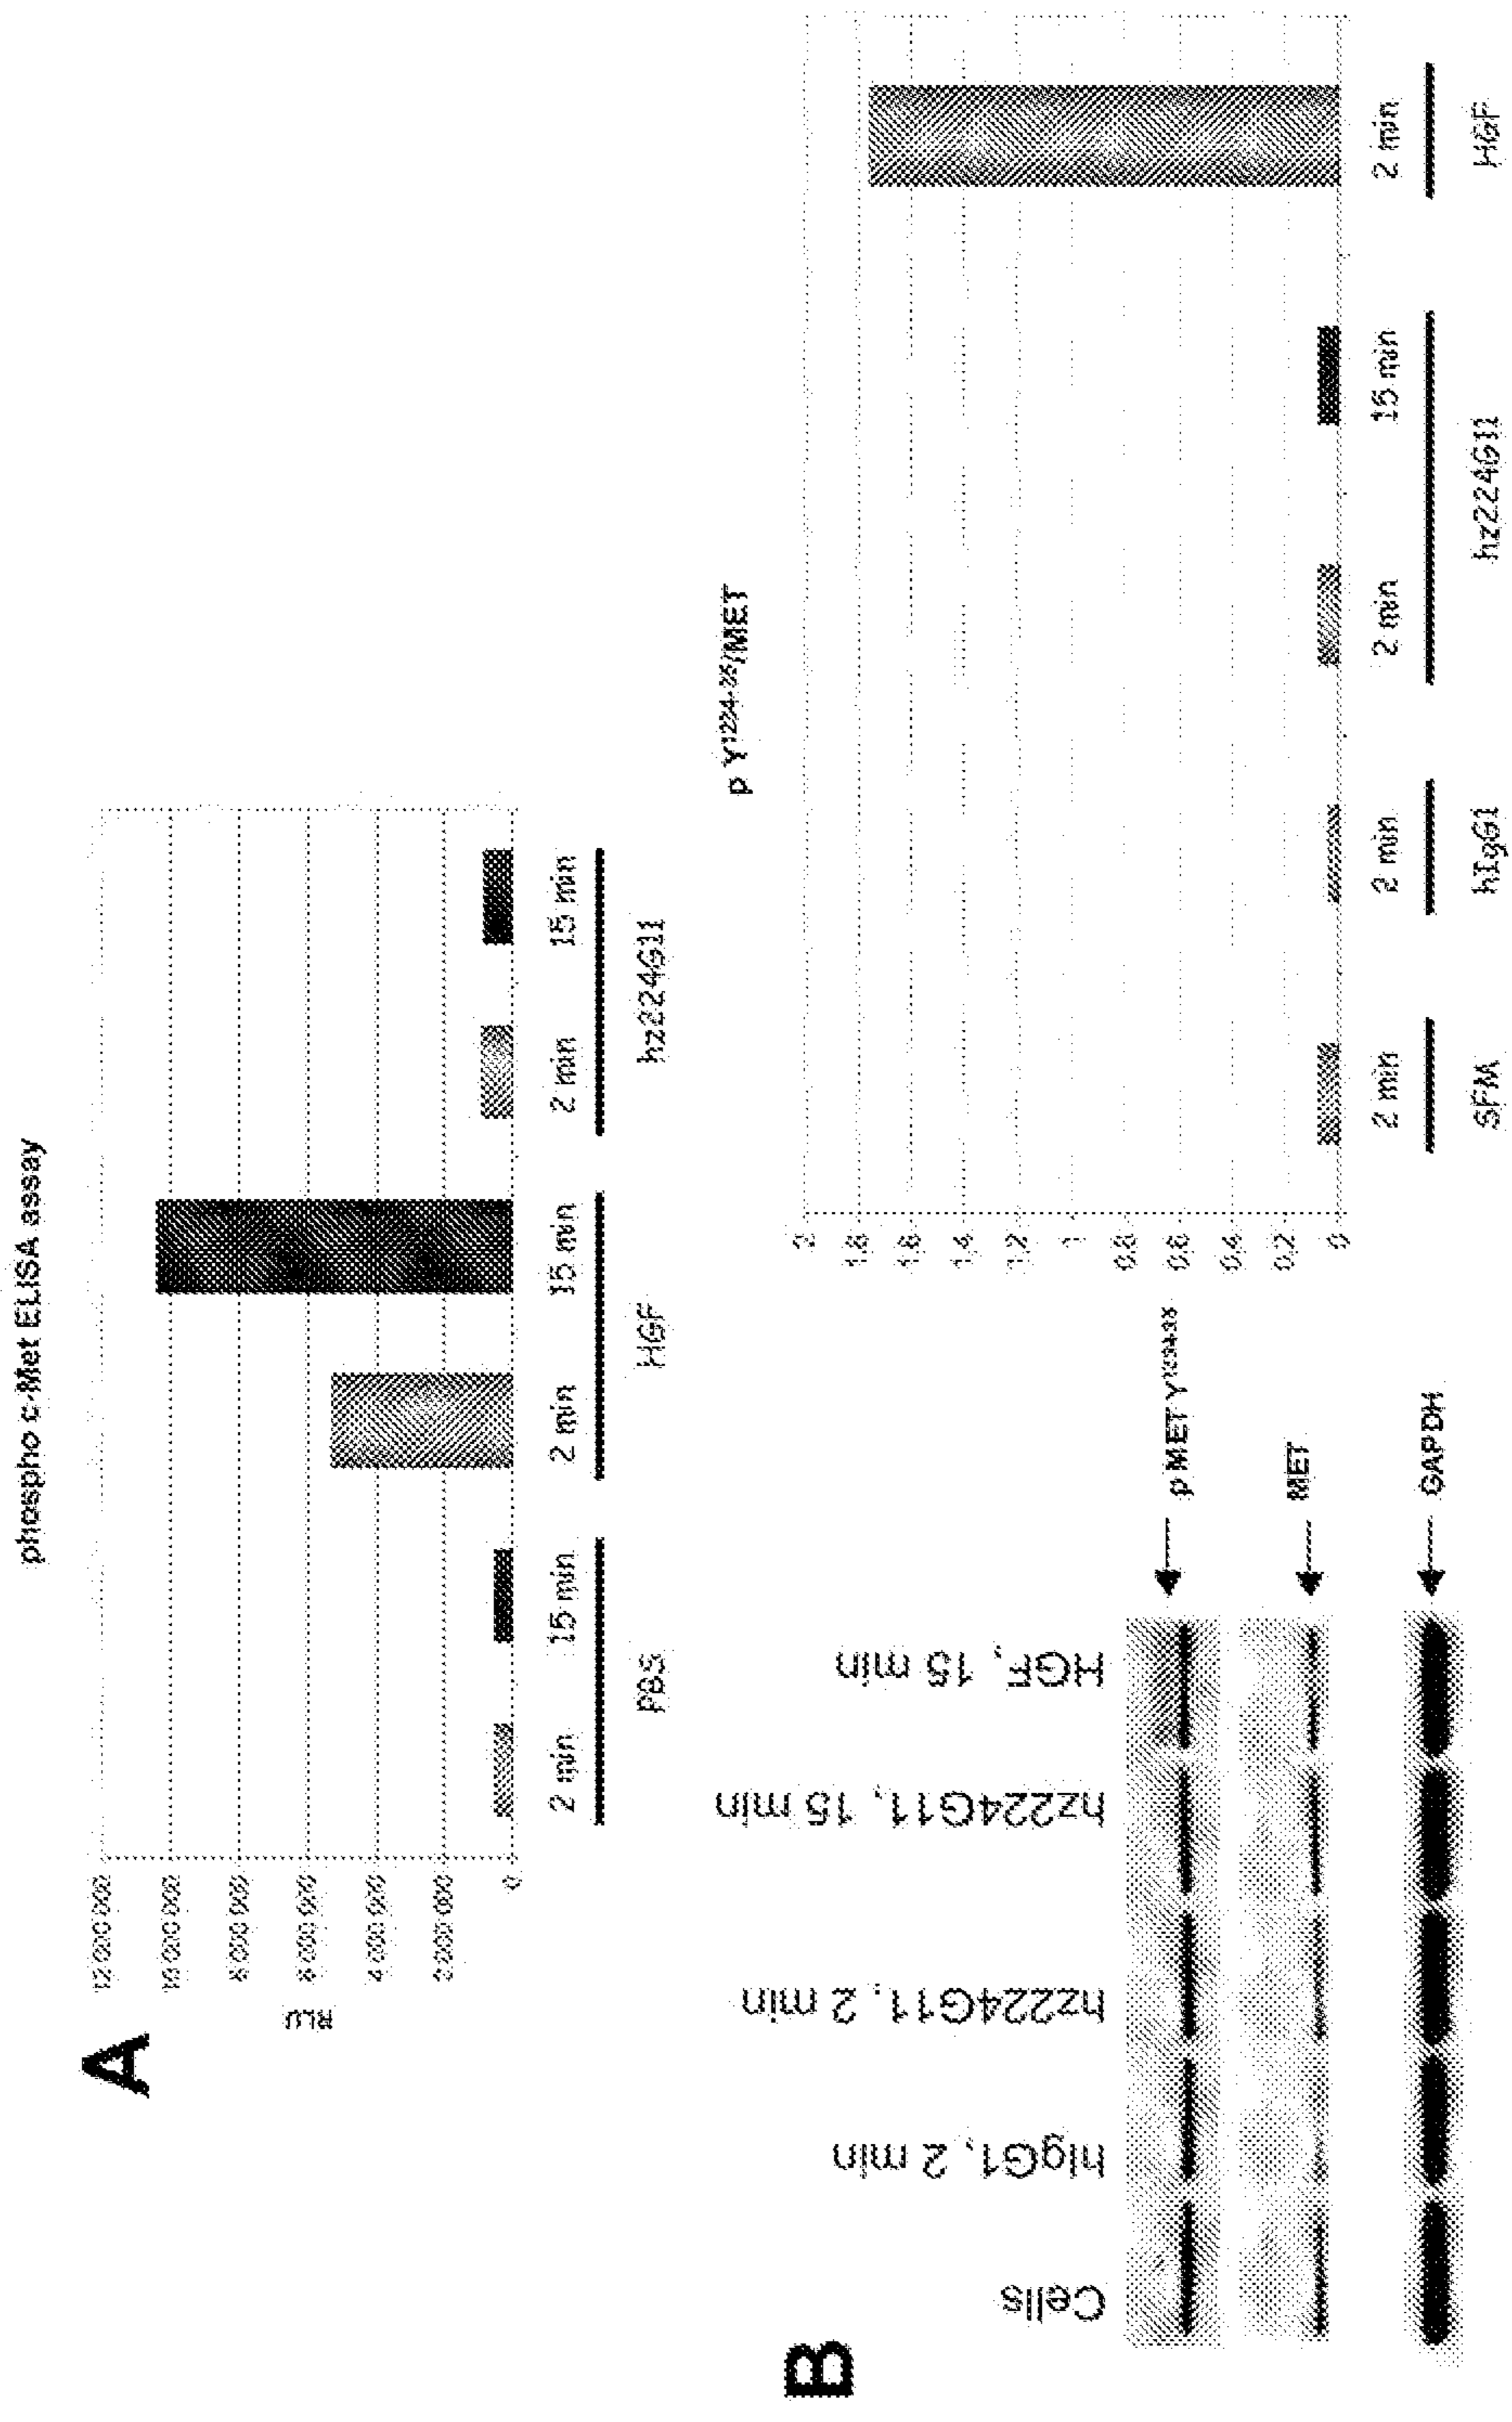 A
phospho c-Met ELISA assay
RLU
12 000 000
10 000 000
8 000 000
6 000 000
4 000 000
2 000 000
0
2 min 15 min 2 min 15 min 2 min 15 min
PBS HGF hz224G11
B
Cells
hIgG1, 2 min
hz224G11, 2 min
hz224G11, 15 min
HGF, 15 min
p MET Y
MET
GAPDH
p Y¹²³⁴⁻³⁵/MET
2
1.8
1.6
1.4
1.2
1
0.8
0.6
0.4
0.2
0
2 min 2 min 2 min 15 min 2 min
SFM hIgG1 hz224G11 HGF